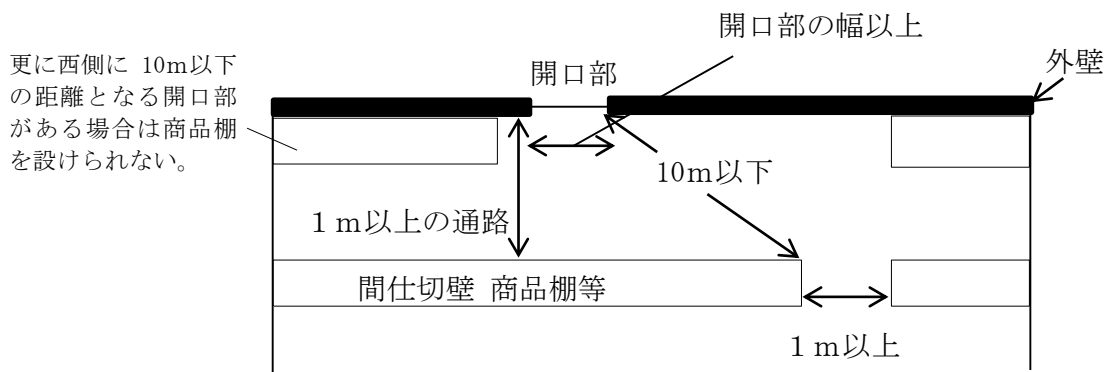 開口部の幅以上
更に西側に 10m以下
の距離となる開口部
がある場合は商品棚
を設けられない。
開口部
外壁
10m以下
１ｍ以上の通路
間仕切壁 商品棚等
１ｍ以上